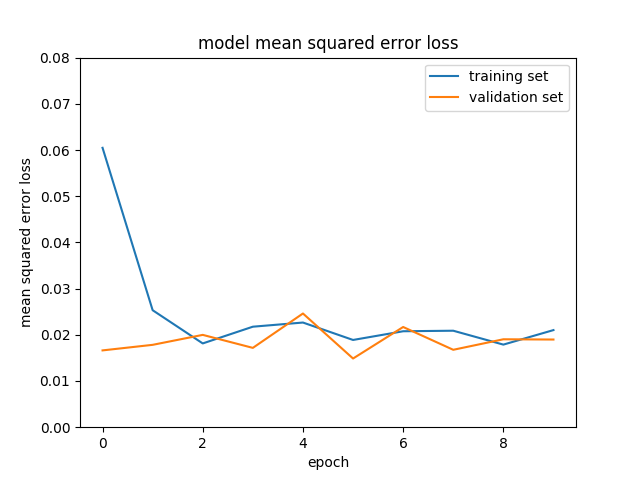 model mean squared error loss
training set
validation set
mean squared error loss
0.08
0.07
0.06
0.05
0.04
0.03
0.02
0.01
0.00
0 2 4 6 8
epoch